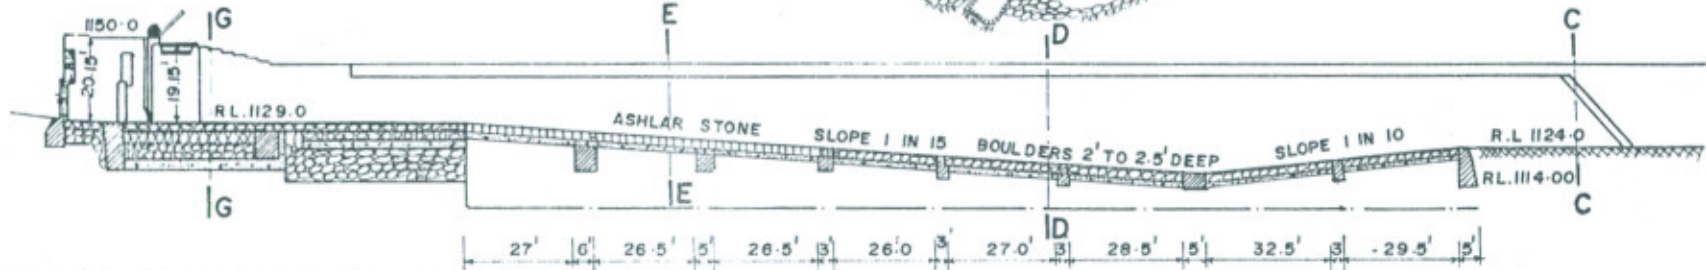 G E D C
1150.0
20.15'
19.15'
R.L.1129.0
ASHLAR STONE SLOPE 1 IN 15 BOULDERS 2' TO 2.5' DEEP SLOPE 1 IN 10 R.L 1124.0
RL.1114.00
G E D C
27' 6' 26.5' 5' 26.5' 3' 26.0 3' 27.0' 3 28.5' 5' 32.5' 3 29.5' 5'